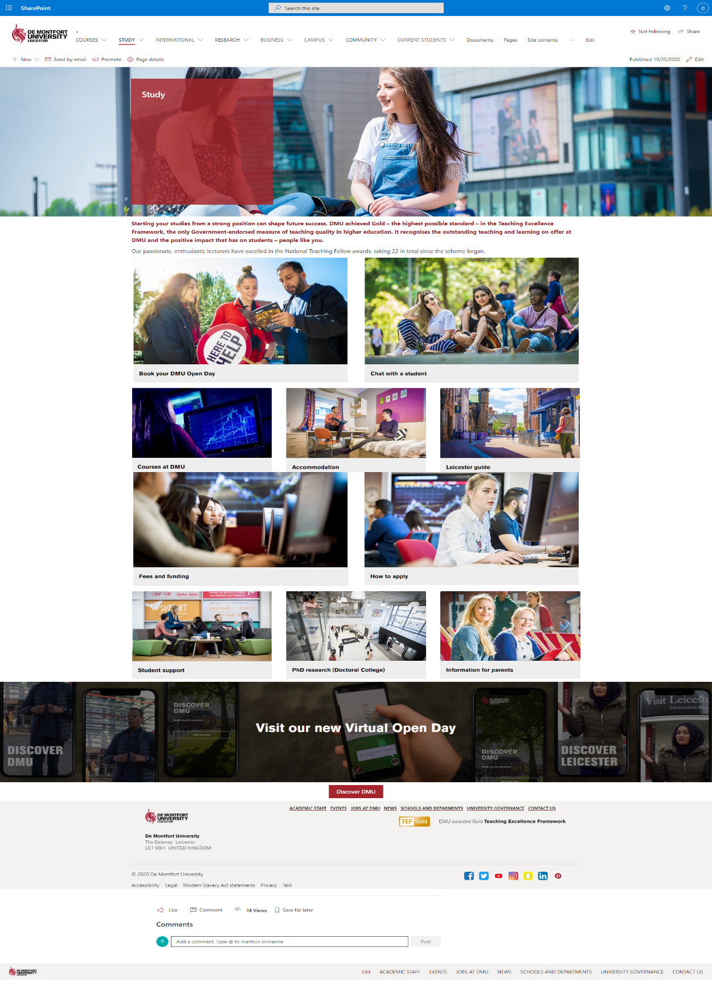 SharePoint
Search this site
G
DE MONTFORT
UNIVERSITY
LEICESTER
COURSES STUDY INTERNATIONAL RESEARCH BUSINESS CAMPUS COMMUNITY CURRENT STUDENTS Documents Pages Site contents ... Edit
Not following Share
New Send by email Promote Page details
Published 10/25/2020 Edit
Study
Starting your studies from a strong position can shape future success. DMU achieved Gold – the highest possible standard – in the Teaching Excellence
Framework, the only Government-endorsed measure of teaching quality in higher education. It recognises the outstanding teaching and learning on offer at
DMU and the positive impact that has on students – people like you.
Our passionate, enthusiastic lecturers have excelled in the National Teaching Fellow awards, taking 22 in total since the scheme began.
HERE TO
HELP
Book your DMU Open Day
Chat with a student
Courses at DMU
Accommodation
Leicester guide
Fees and funding
How to apply
SUPPORT
Student support
PhD research (Doctoral College)
Information for parents
DISCOVER
DMU
DISCOVER
DMU
Start your tour
Visit our new Virtual Open Day
DE MONTFORT
UNIVERSITY
DISCOVER
DMU
Start your tour
DISCOVER
LEICESTER
Visit Leiceste
Information
Discover DMU
DE MONTFORT
UNIVERSITY
LEICESTER
ACADEMIC STAFF EVENTS JOBS AT DMU NEWS SCHOOLS AND DEPARMENTS UNIVERSITY GOVERNANCE CONTACT US
TEF Gold
DMU awarded Gold Teaching Excellence Framework
De Montfort University
The Gateway Leicester
LE1 9BH UNITED KINGDOM
© 2020 De Montfort University
Accessibility Legal Modern Slavery Act statements Privacy Text
Like Comment 14 Views Save for later
Comments
G
Add a comment. Type @ to mention someone
Post
DE MONTFORT
UNIVERSITY
LEICESTER
Edit ACADEMIC STAFF EVENTS JOBS AT DMU NEWS SCHOOLS AND DEPARTMENTS UNIVERSITY GOVERNANCE CONTACT US